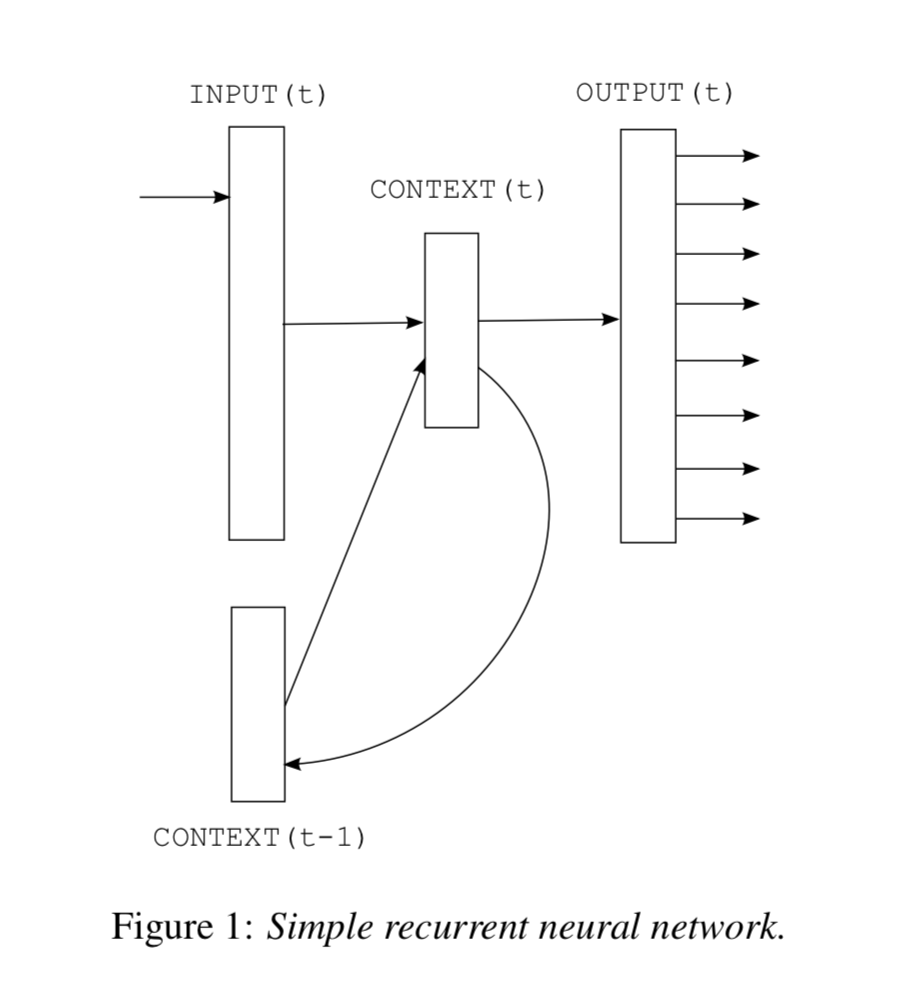 INPUT(t)
OUTPUT(t)
CONTEXT(t)
CONTEXT(t-1)
Figure 1: Simple recurrent neural network.